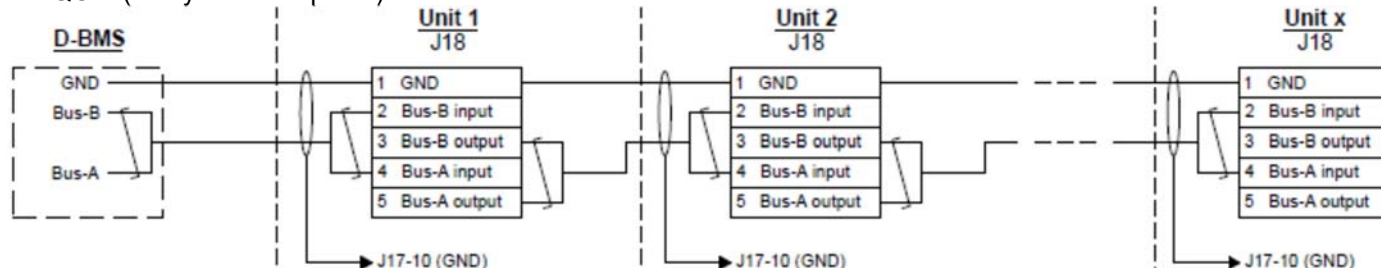 Unit 1
J18
Unit 2
J18
Unit x
J18
D-BMS
GND
Bus-B
Bus-A
1 GND
2 Bus-B input
3 Bus-B output
4 Bus-A input
5 Bus-A output
1 GND
2 Bus-B input
3 Bus-B output
4 Bus-A input
5 Bus-A output
1 GND
2 Bus-B input
3 Bus-B output
4 Bus-A input
5 Bus-A output
J17-10 (GND)
J17-10 (GND)
J17-10 (GND)